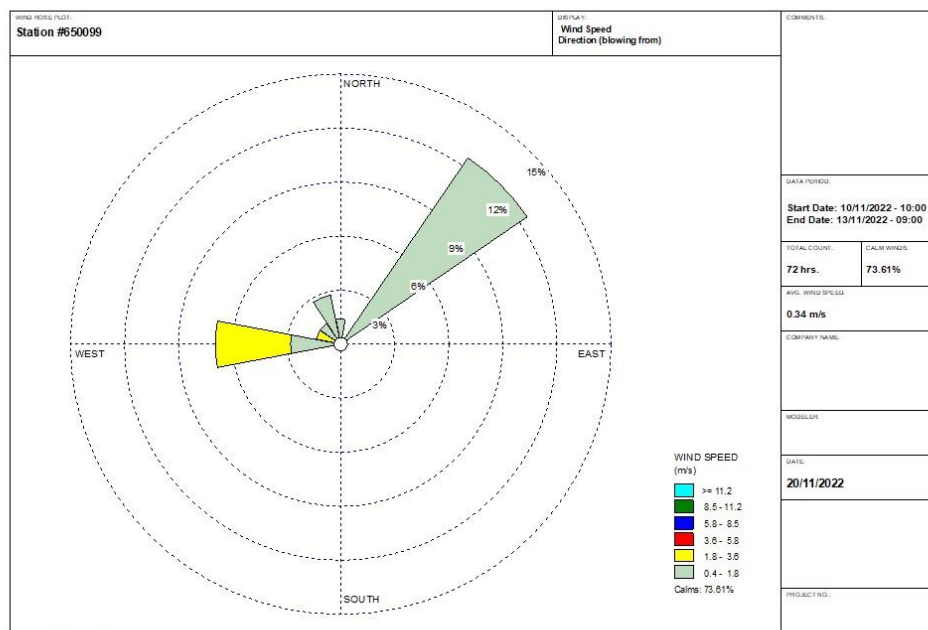 WIND ROSE PLOT:
Station #650099
DISPLAY:
Wind Speed
Direction (blowing from)
COMMENTS:
NORTH
15%
12%
9%
6%
3%
WEST
EAST
SOUTH
WIND SPEED
(m/s)
>= 11.2
8.5 - 11.2
5.8 - 8.5
3.6 - 5.8
1.8 - 3.6
0.4 - 1.8
Calms: 73.61%
DATA PERIOD:
Start Date: 10/11/2022 - 10:00
End Date: 13/11/2022 - 09:00
TOTAL COUNT:
72 hrs.
CALM WINDS:
73.61%
AVG. WIND SPEED:
0.34 m/s
COMPANY NAME:
MODELER:
DATE:
20/11/2022
PROJECT NO.: